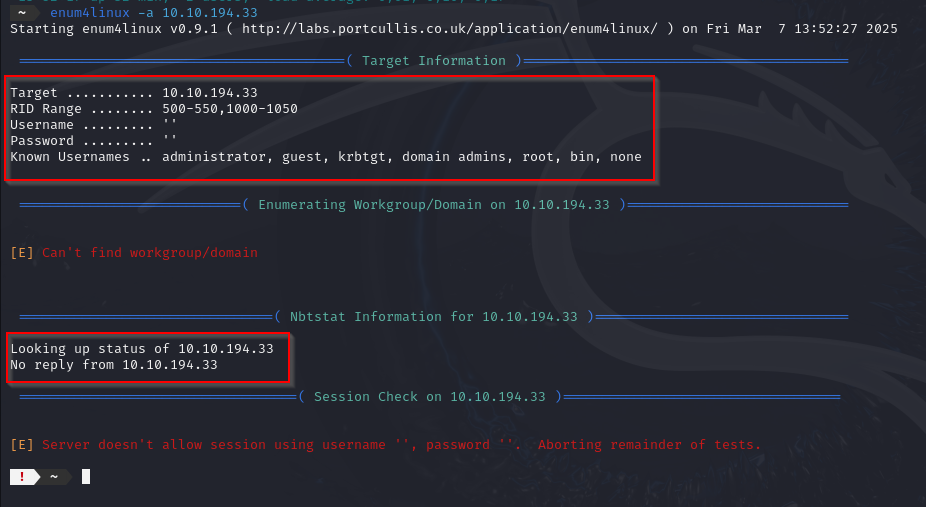 ~ enum4linux -a 10.10.194.33
Starting enum4linux v0.9.1 ( http://labs.portcullis.co.uk/application/enum4linux/ ) on Fri Mar  7 13:52:27 2025
=========================================( Target Information )=========================================
Target ........... 10.10.194.33
RID Range ........ 500-550,1000-1050
Username ......... ''
Password ......... ''
Known Usernames .. administrator, guest, krbtgt, domain admins, root, bin, none
============================( Enumerating Workgroup/Domain on 10.10.194.33 )============================
[E] Can't find workgroup/domain
================================( Nbtstat Information for 10.10.194.33 )================================
Looking up status of 10.10.194.33
No reply from 10.10.194.33
===================================( Session Check on 10.10.194.33 )===================================
[E] Server doesn't allow session using username '', password ''.  Aborting remainder of tests.
! ~